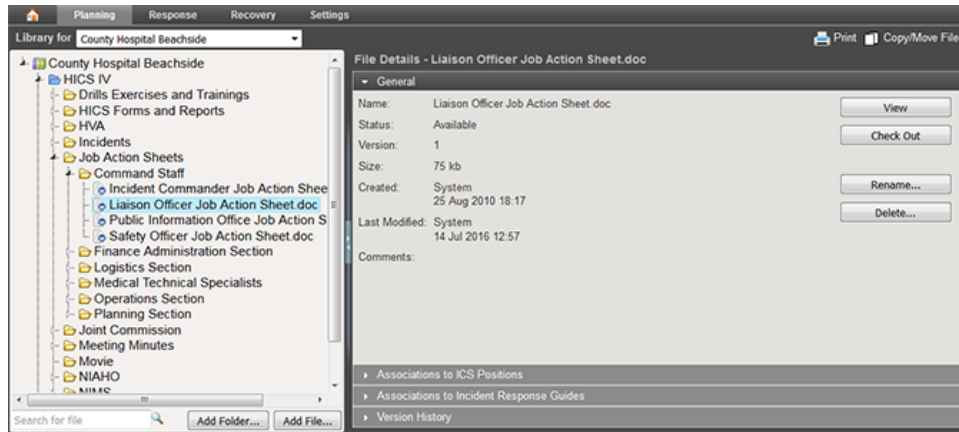 Planning Response Recovery Settings
Library for County Hospital Beachside
Print Copy/Move File
County Hospital Beachside
HICS IV
Drills Exercises and Trainings
HICS Forms and Reports
HVA
Incidents
Job Action Sheets
Command Staff
Incident Commander Job Action Shee
Liaison Officer Job Action Sheet.doc
Public Information Office Job Action S
Safety Officer Job Action Sheet.doc
Finance Administration Section
Logistics Section
Medical Technical Specialists
Operations Section
Planning Section
Joint Commission
Meeting Minutes
Movie
NIAHO
NIMS
Search for file
Add Folder... Add File...
File Details - Liaison Officer Job Action Sheet.doc
General
Name: Liaison Officer Job Action Sheet.doc
Status: Available
Version: 1
Size: 75 kb
Created: System
25 Aug 2010 18:17
Last Modified: System
14 Jul 2016 12:57
Comments:
View
Check Out
Rename...
Delete...
Associations to ICS Positions
Associations to Incident Response Guides
Version History